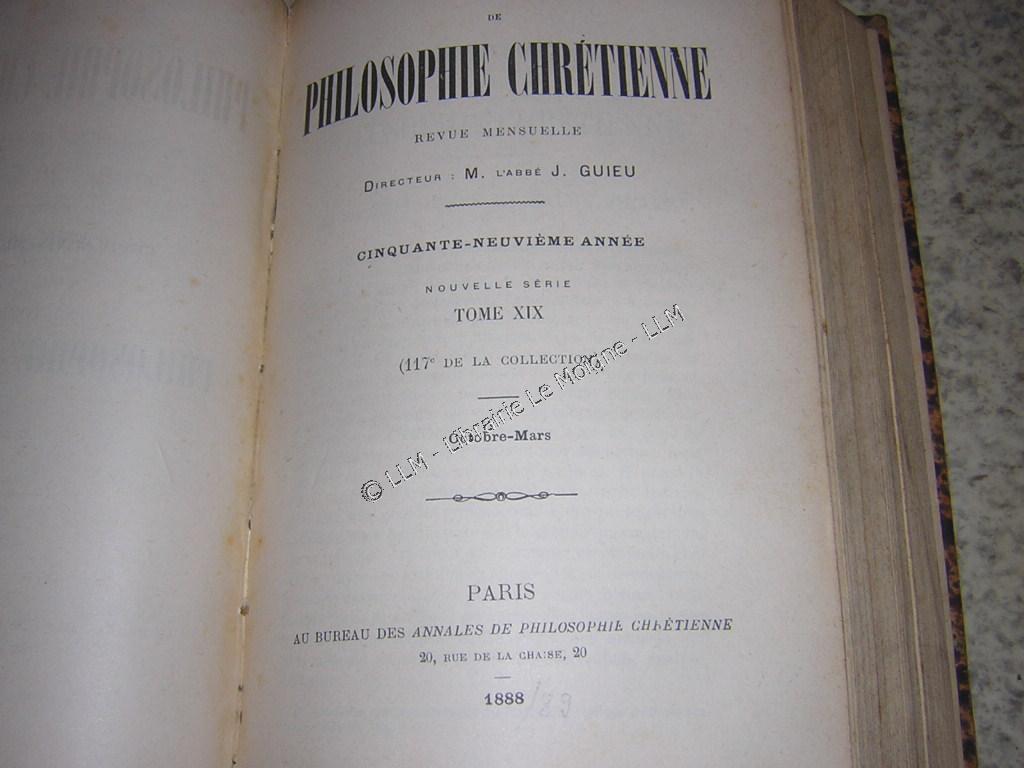 DE
PHILOSOPHIE CHRÉTIENNE
REVUE MENSUELLE
DIRECTEUR : M. L'ABBÉ J. GUIEU
CINQUANTE-NEUVIÈME ANNÉE
NOUVELLE SÉRIE
TOME XIX
(117e DE LA COLLECTION)
Octobre-Mars
© LLM - Librairie Le Moigne - LLM
PARIS
AU BUREAU DES ANNALES DE PHILOSOPHIE CHRÉTIENNE
20, RUE DE LA CHAISE, 20
1888/89